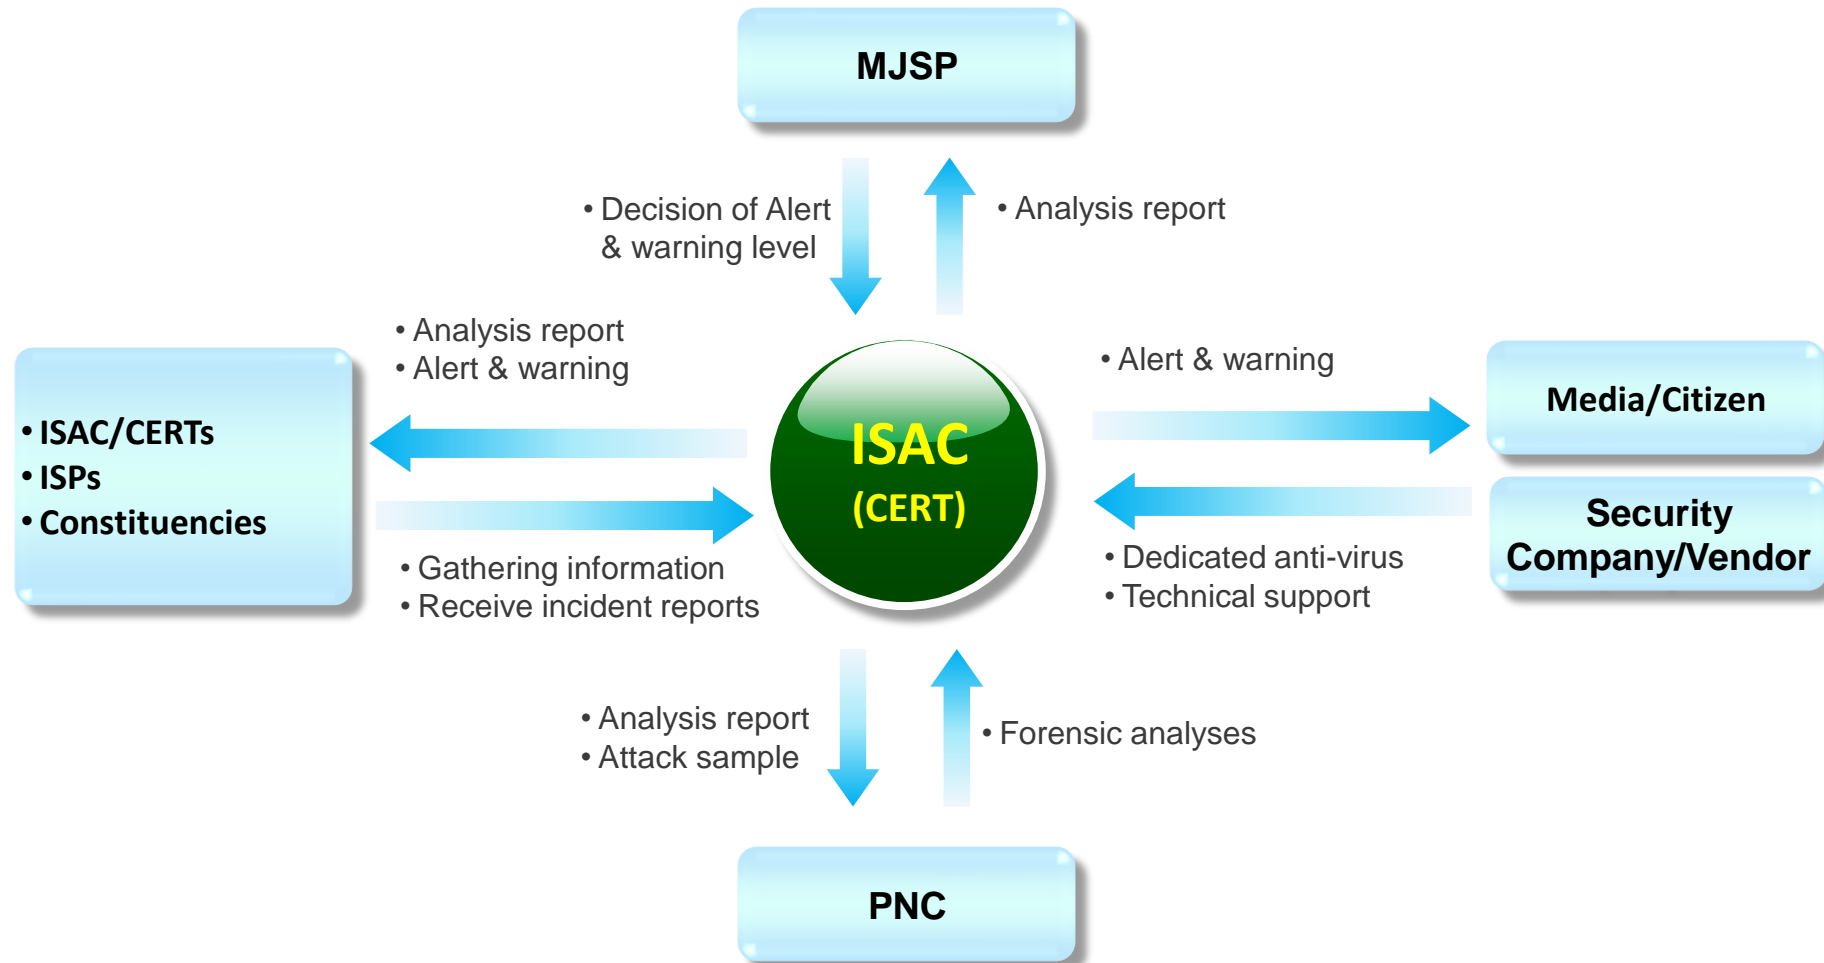 MJSP
• Decision of Alert
& warning level
• Analysis report
• Analysis report
• Alert & warning
• Alert & warning
• ISAC/CERTs
• ISPs
• Constituencies
ISAC
(CERT)
Media/Citizen
Security
Company/Vendor
• Gathering information
• Receive incident reports
• Dedicated anti-virus
• Technical support
• Analysis report
• Attack sample
• Forensic analyses
PNC